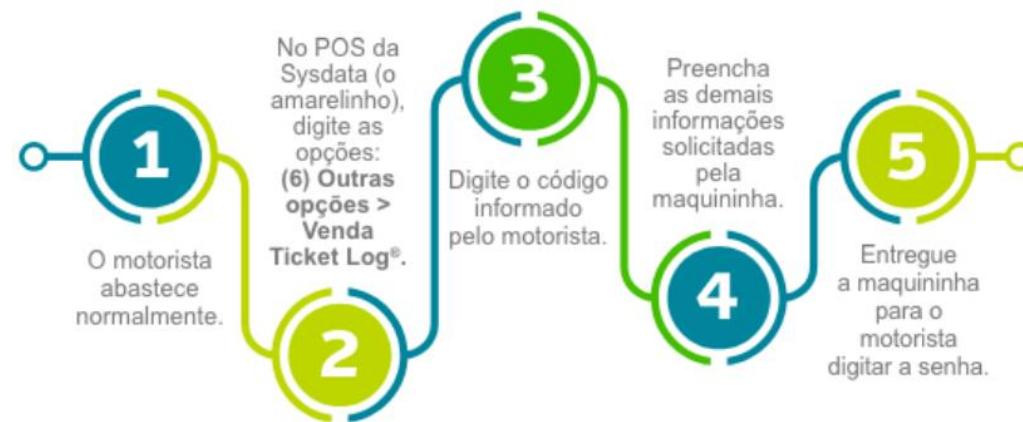 1
O motorista
abastece
normalmente.
No POS da
Sysdata (o
amarelinho),
digite as
opções:
(6) Outras
opções >
Venda
Ticket Log®.
2
3
Digite o código
informado
pelo motorista.
Preencha
as demais
informações
solicitadas
pela
maquininha.
4
5
Entregue
a maquininha
para o
motorista
digitar a senha.